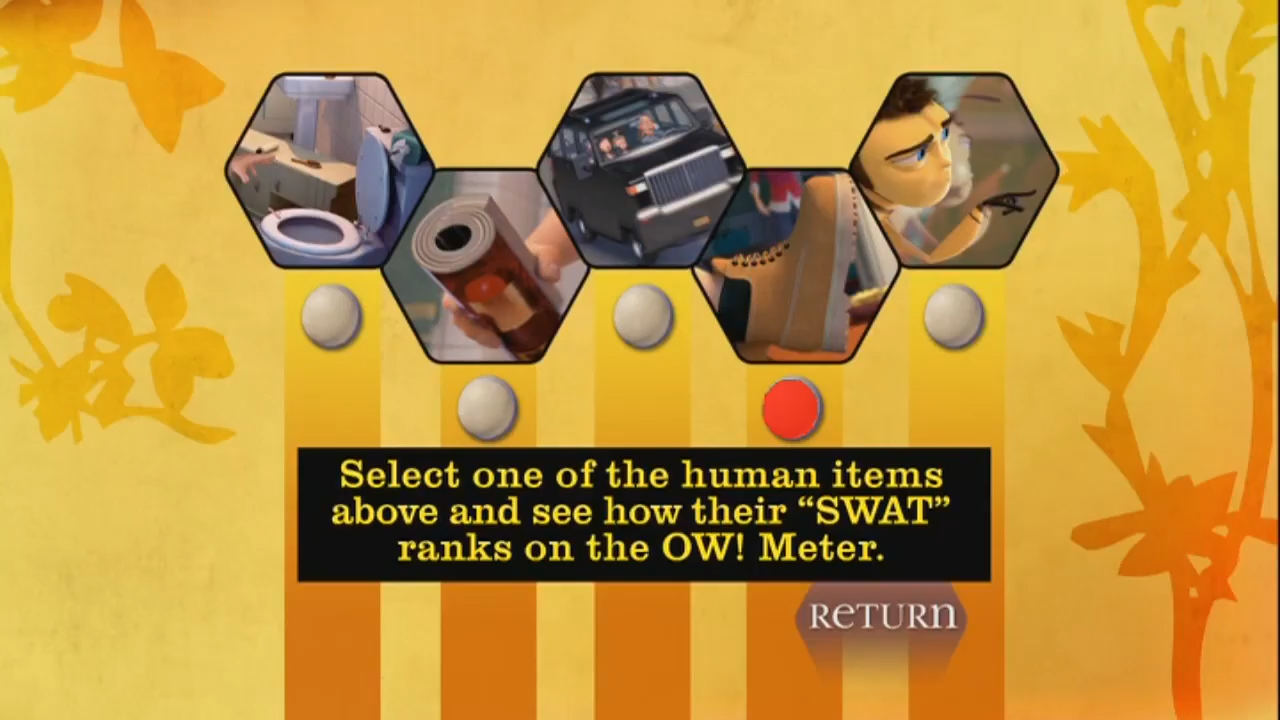 Select one of the human items
above and see how their “SWAT”
ranks on the OW! Meter.
RETURN